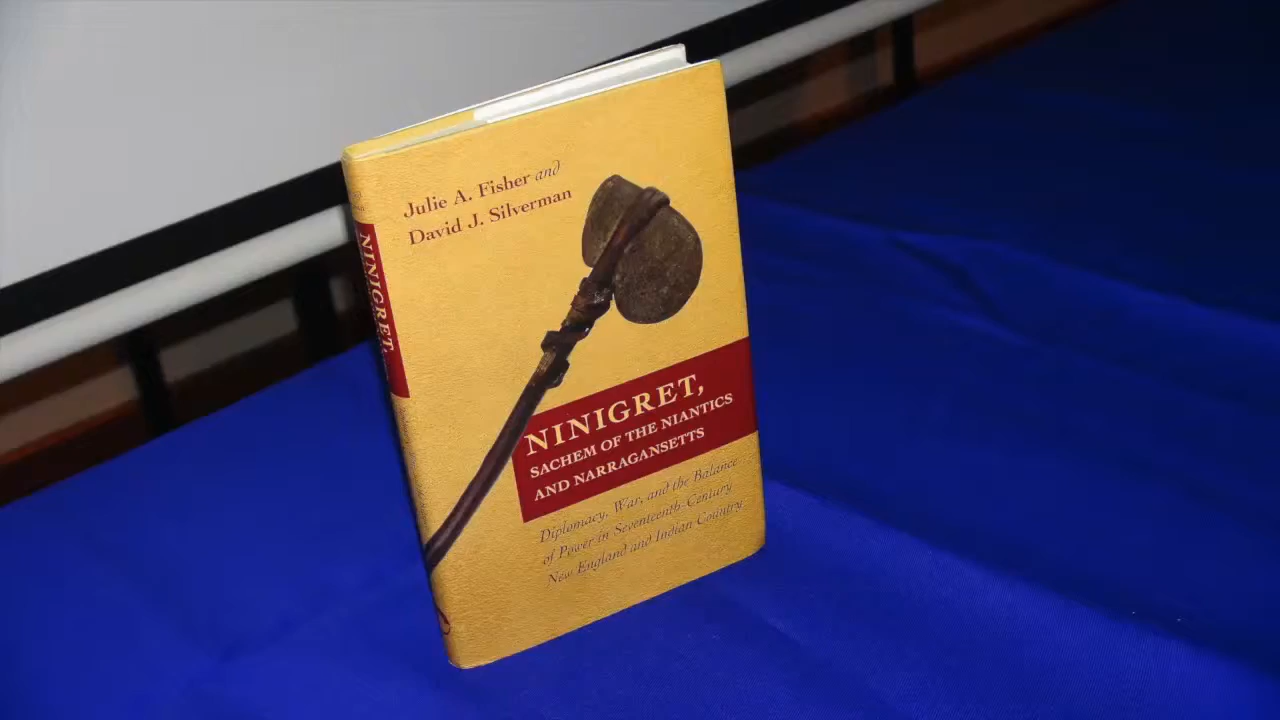 Julie A. Fisher and
David J. Silverman
NINIGRET,
NINIGRET,
SACHEM OF THE NIANTICS
AND NARRAGANSETTS
Diplomacy, War, and the Balance
of Power in Seventeenth-Century
New England and Indian Country